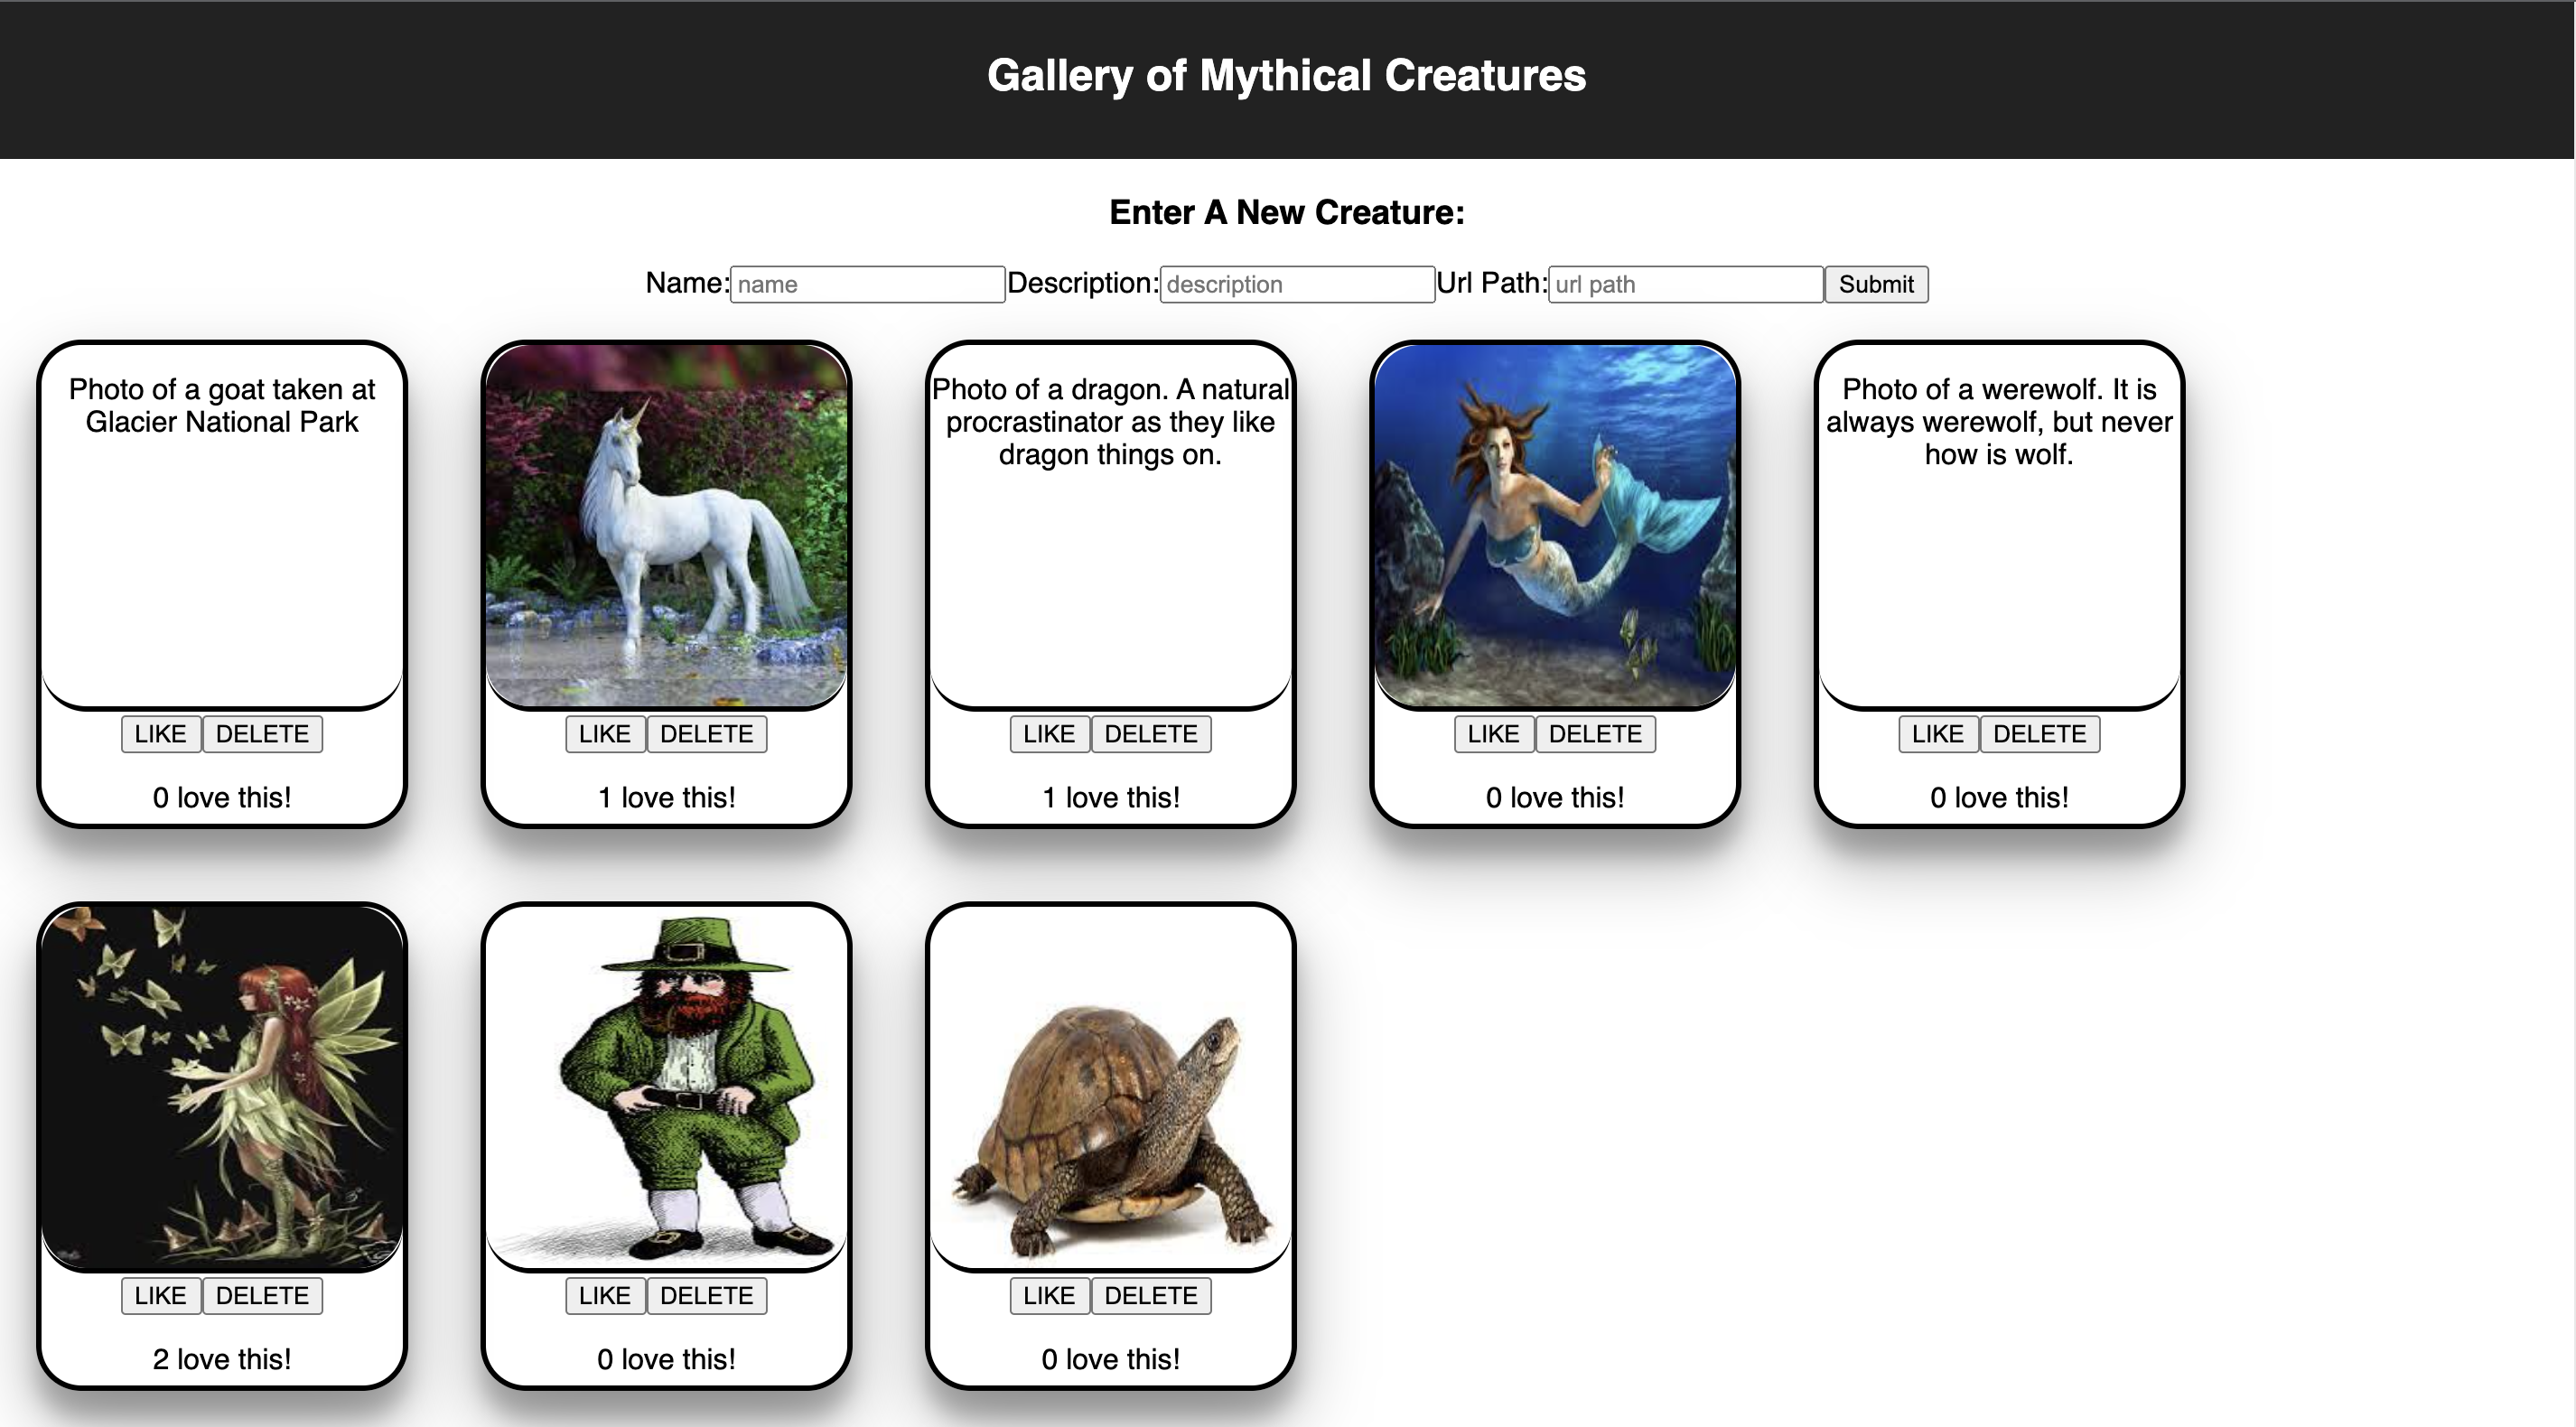 Gallery of Mythical Creatures
Enter A New Creature:
Name: name Description: description Url Path: url path Submit
Photo of a goat taken at
Glacier National Park
LIKE DELETE
0 love this!
LIKE DELETE
1 love this!
Photo of a dragon. A natural
procrastinator as they like
dragon things on.
LIKE DELETE
1 love this!
LIKE DELETE
0 love this!
Photo of a werewolf. It is
always werewolf, but never
how is wolf.
LIKE DELETE
0 love this!
LIKE DELETE
2 love this!
LIKE DELETE
0 love this!
LIKE DELETE
0 love this!